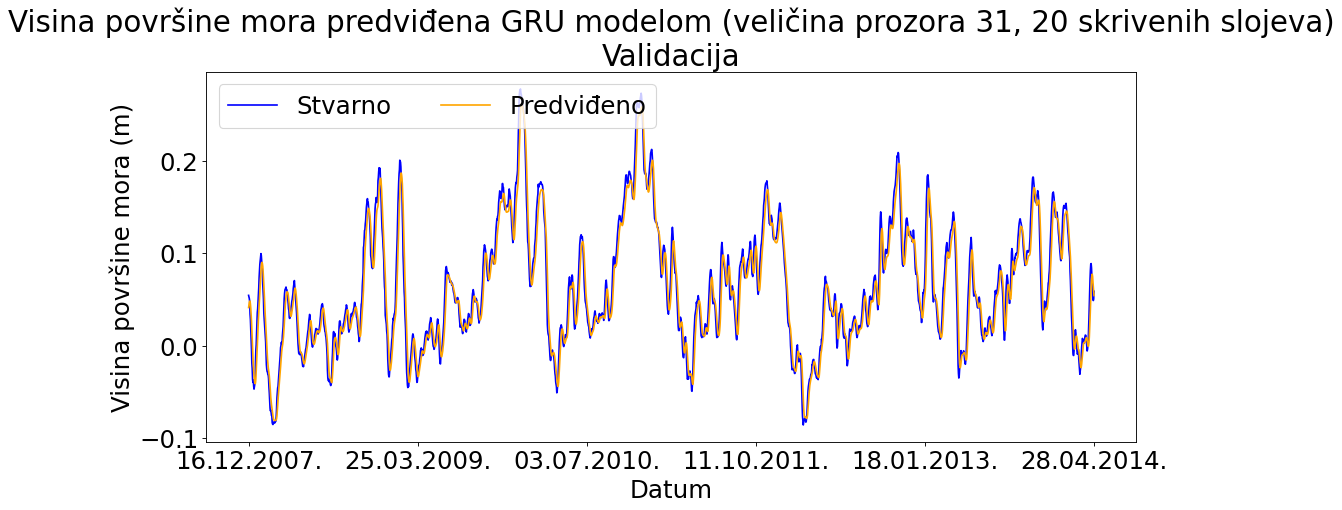 Visina površine mora predviđena GRU modelom (veličina prozora 31, 20 skrivenih slojeva)
Validacija
Stvarno Predviđeno
Visina površine mora (m)
0.2
0.1
0.0
−0.1
16.12.2007. 25.03.2009. 03.07.2010. 11.10.2011. 18.01.2013. 28.04.2014.
Datum